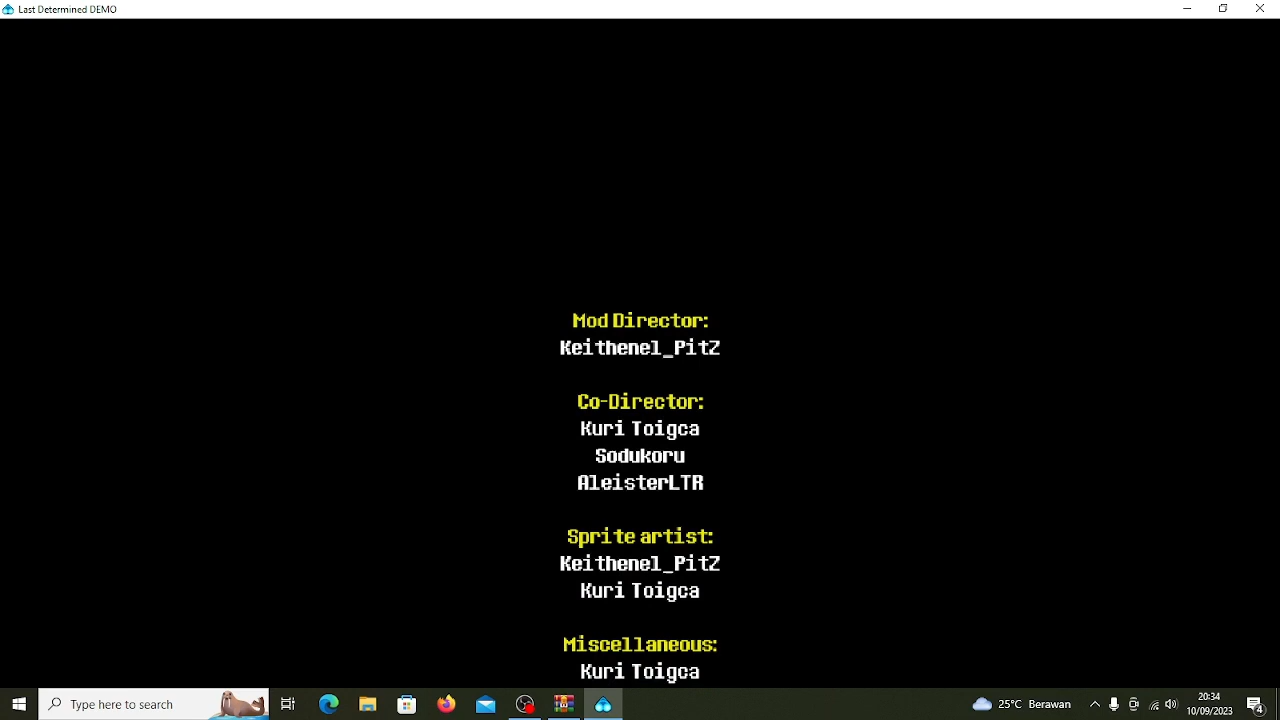 Last Determined DEMO
Mod Director:
Keithenel_PitZ
Co-Director:
Kuri Toigca
Sodukoru
AleisterLTR
Sprite artist:
Keithenel_PitZ
Kuri Toigca
Miscellaneous:
Kuri Toigca
Type here to search
25°C Berawan
20:34
10/09/2023
4